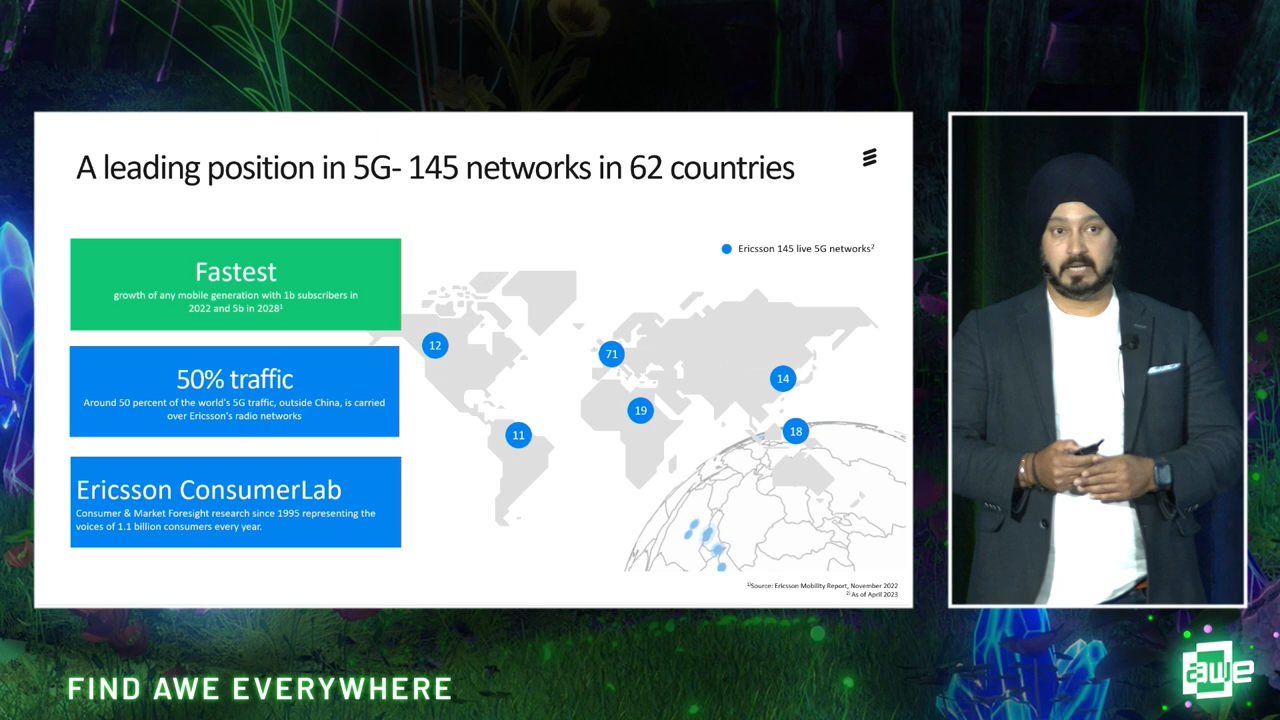 A leading position in 5G- 145 networks in 62 countries
Fastest
growth of any mobile generation with 1b subscribers in
2022 and 5b in 2028¹
50% traffic
Around 50 percent of the world's 5G traffic, outside China, is carried
over Ericsson's radio networks
Ericsson ConsumerLab
Consumer & Market Foresight research since 1995 representing the
voices of 1.1 billion consumers every year.
Ericsson 145 live 5G networks²
12
71
14
19
11
18
¹⁾Source: Ericsson Mobility Report, November 2022
²⁾ As of April 2023
FIND AWE EVERYWHERE
awe